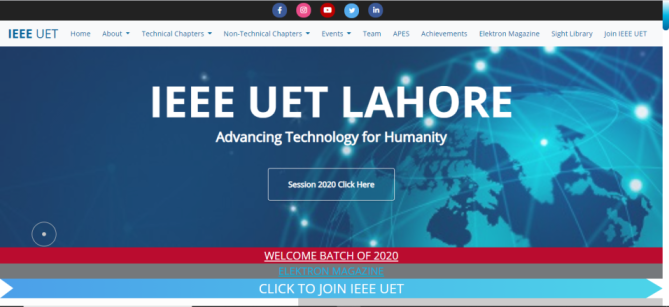 IEEE UET Home About Technical Chapters Non-Technical Chapters Events Team APES Achievements Elektron Magazine Sight Library Join IEEE UET
IEEE UET LAHORE
Advancing Technology for Humanity
Session 2020 Click Here
WELCOME BATCH OF 2020
ELEKTRON MAGAZINE
CLICK TO JOIN IEEE UET